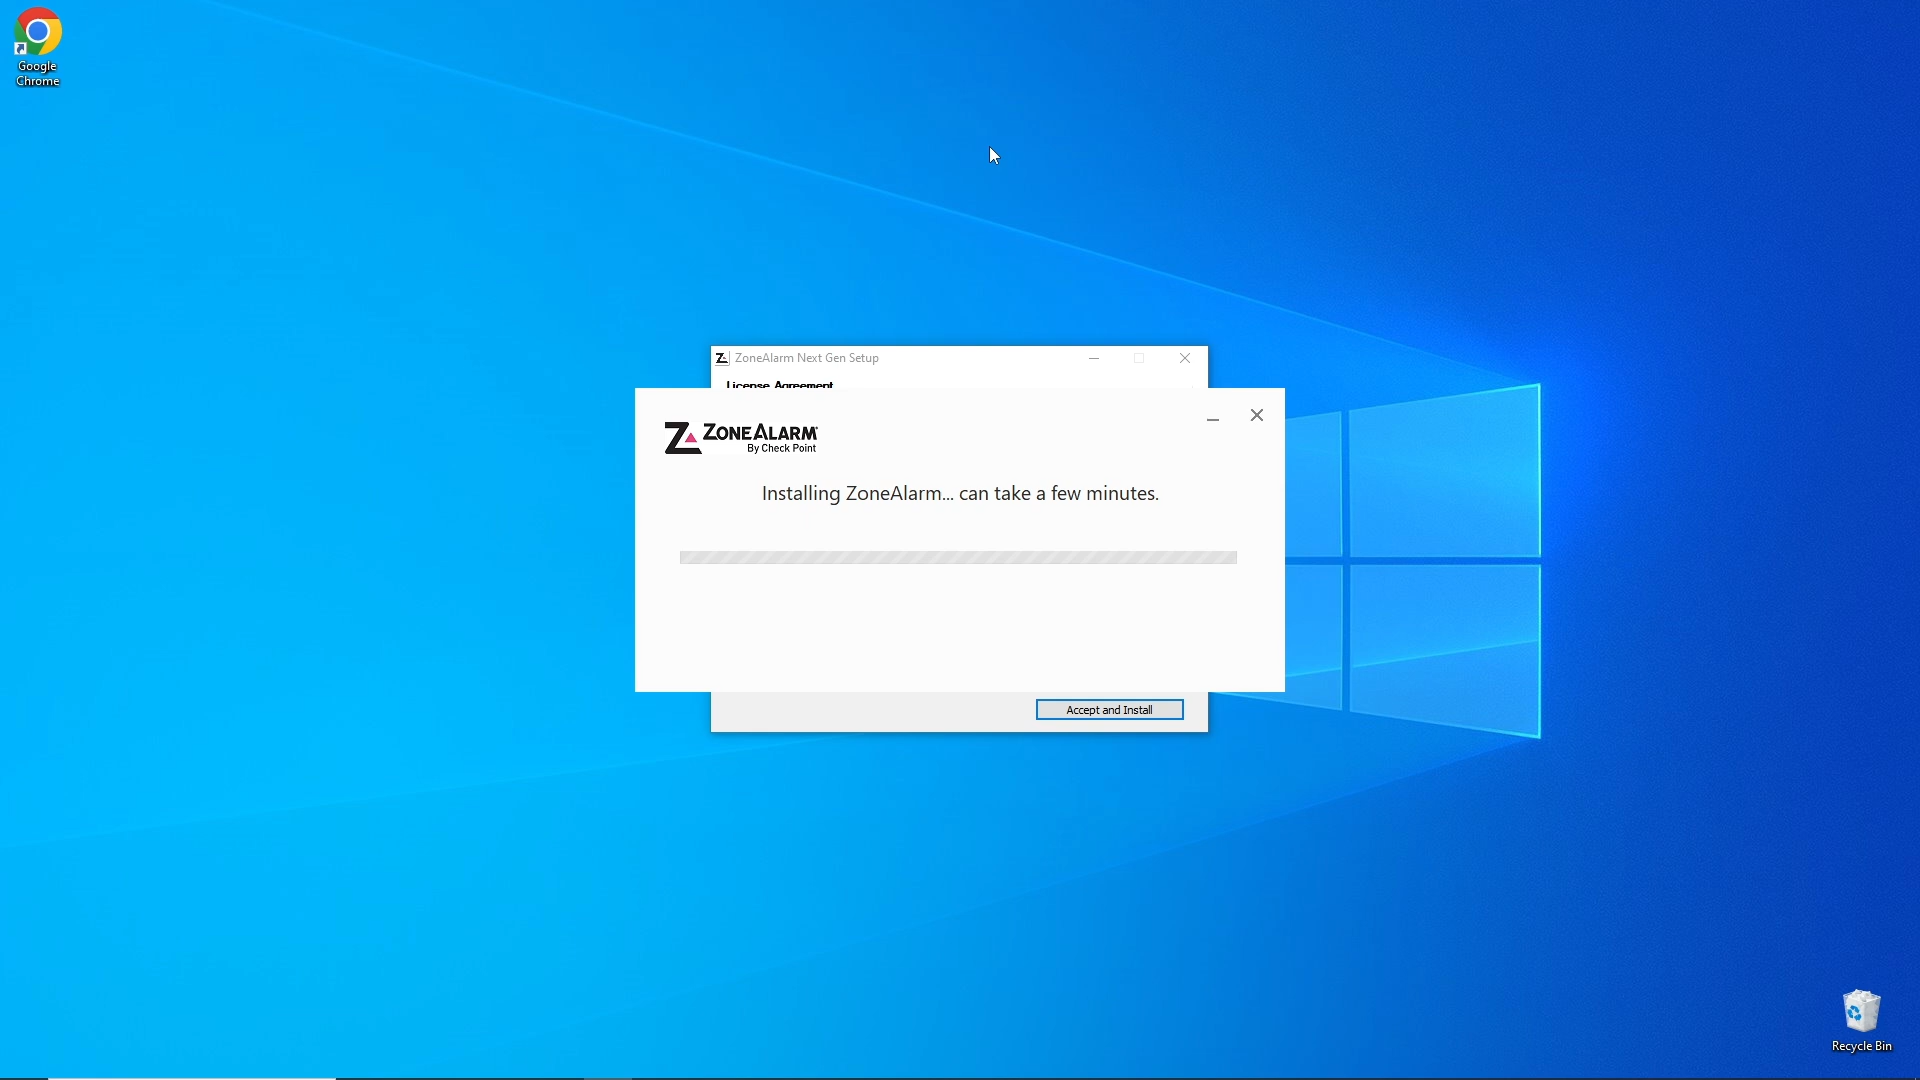 Google
Chrome
ZoneAlarm Next Gen Setup
License Agreement
ZONEALARM
By Check Point
Installing ZoneAlarm... can take a few minutes.
Accept and Install
Recycle Bin